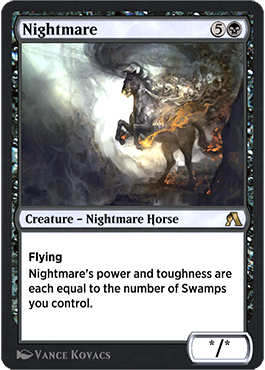 Nightmare 5
Creature – Nightmare Horse
Flying
Nightmare's power and toughness are
each equal to the number of Swamps
you control.
*/*
Vance Kovacs